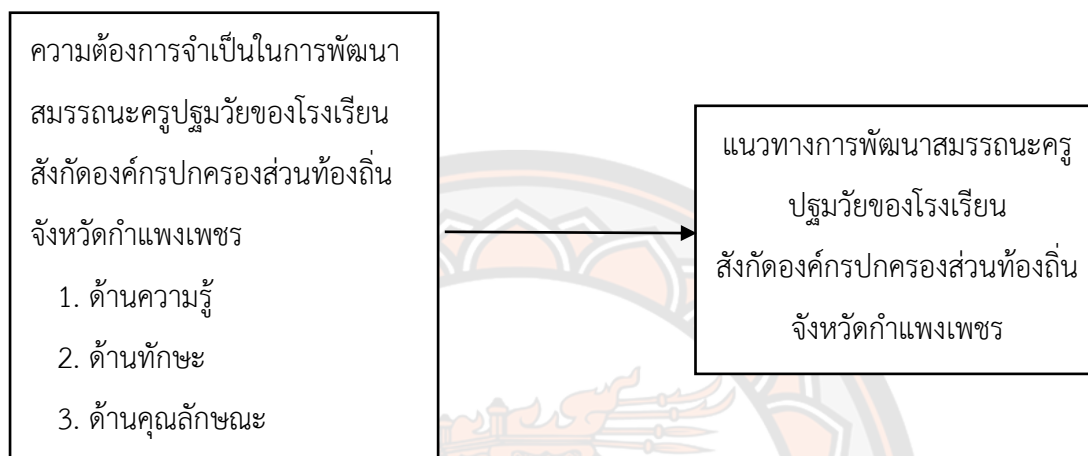 ความต้องการจำเป็นในการพัฒนา
สมรรถนะครูปฐมวัยของโรงเรียน
สังกัดองค์กรปกครองส่วนท้องถิ่น
จังหวัดกำแพงเพชร
1. ด้านความรู้
2. ด้านทักษะ
3. ด้านคุณลักษณะ
แนวทางการพัฒนาสมรรถนะครู
ปฐมวัยของโรงเรียน
สังกัดองค์กรปกครองส่วนท้องถิ่น
จังหวัดกำแพงเพชร